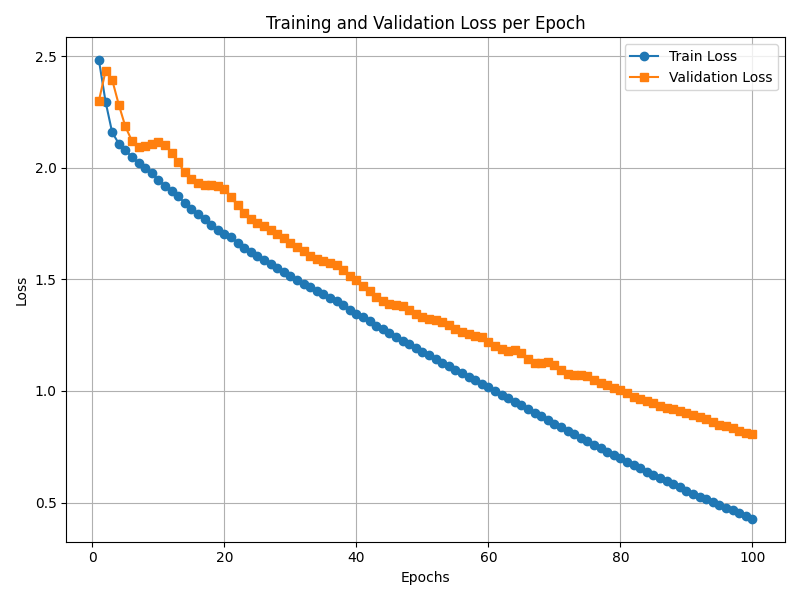 Training and Validation Loss per Epoch
Train Loss
Validation Loss
2.5
2.0
1.5
1.0
0.5
Loss
0 20 40 60 80 100
Epochs